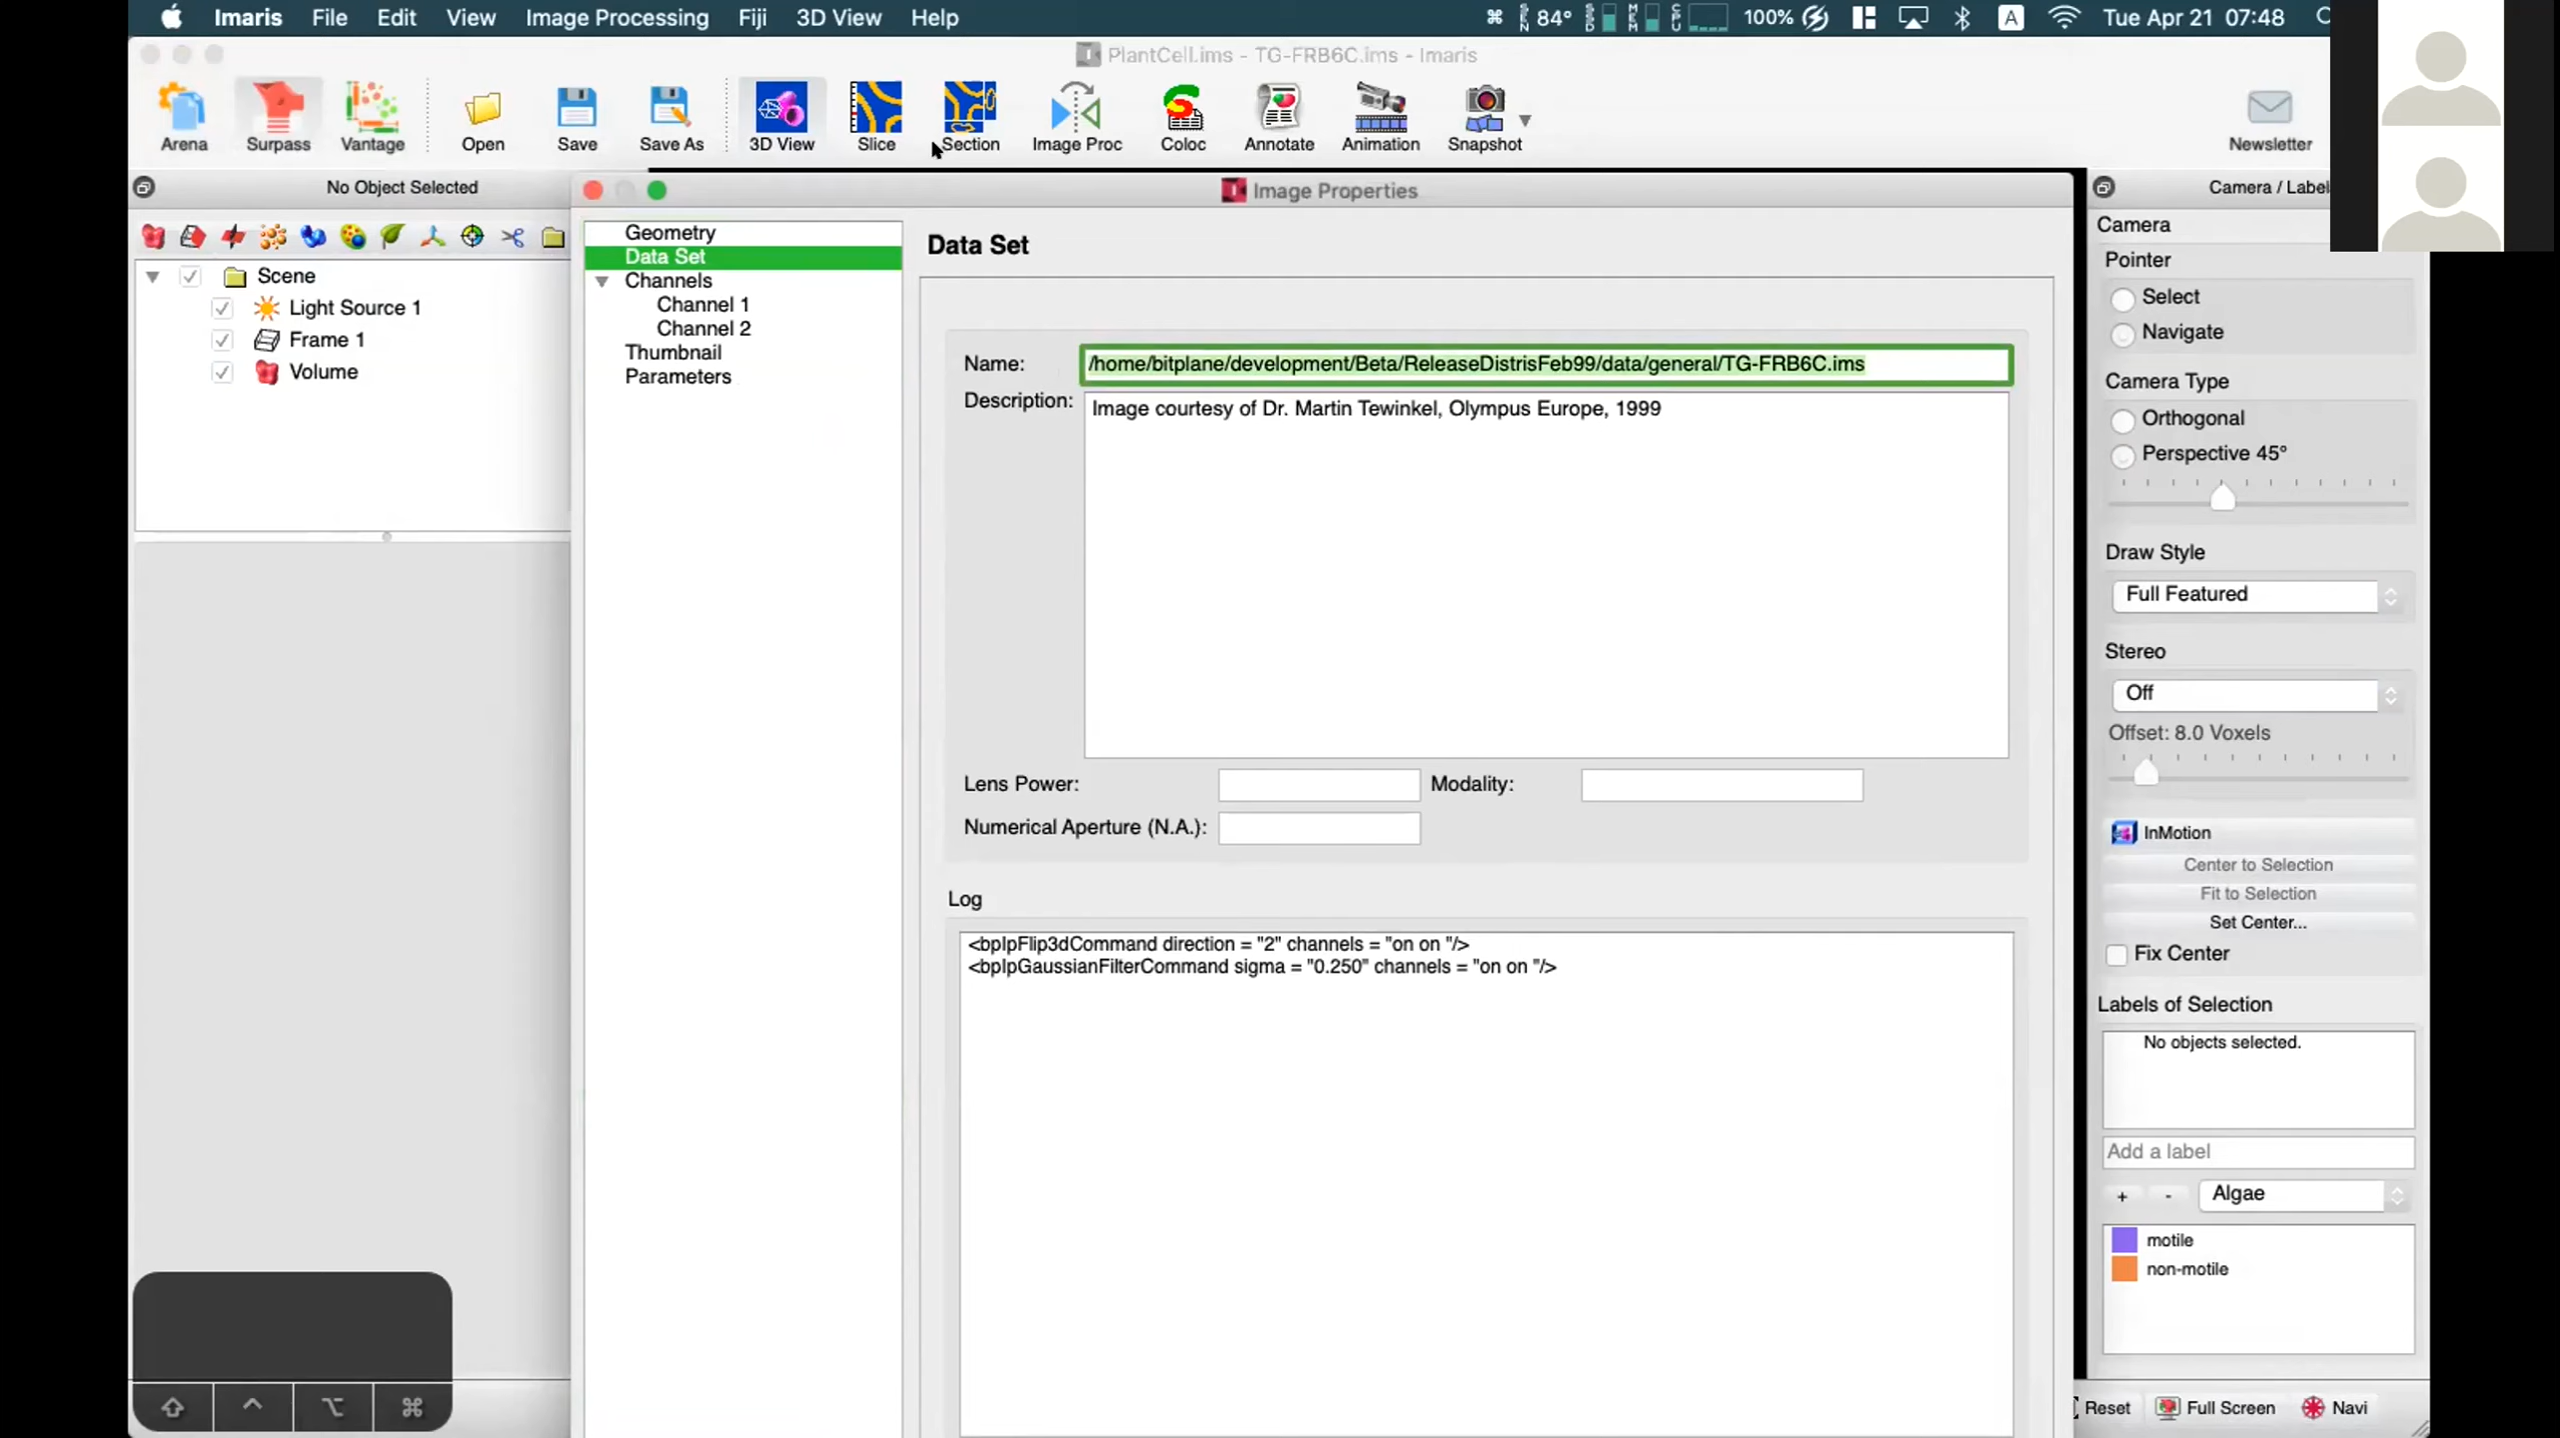 Imaris File Edit View Image Processing Fiji 3D View Help SEN 84° SSD MEM CPU 100% A Tue Apr 21 07:48
PlantCell.ims - TG-FRB6C.ims - Imaris
Arena Surpass Vantage Open Save Save As 3D View Slice Section Image Proc Coloc Annotate Animation Snapshot Newsletter
No Object Selected
Image Properties
Camera / Label
Scene
Light Source 1
Frame 1
Volume
Geometry
Data Set
Channels
Channel 1
Channel 2
Thumbnail
Parameters
Data Set
Name: /home/bitplane/development/Beta/ReleaseDistrisFeb99/data/general/TG-FRB6C.ims
Description: Image courtesy of Dr. Martin Tewinkel, Olympus Europe, 1999
Lens Power: Modality:
Numerical Aperture (N.A.):
Log
<bpIpFlip3dCommand direction = "2" channels = "on on "/>
<bpIpGaussianFilterCommand sigma = "0.250" channels = "on on "/>
Camera
Pointer
Select
Navigate
Camera Type
Orthogonal
Perspective 45°
Draw Style
Full Featured
Stereo
Off
Offset: 8.0 Voxels
InMotion
Center to Selection
Fit to Selection
Set Center...
Fix Center
Labels of Selection
No objects selected.
Add a label
+ - Algae
motile
non-motile
Reset Full Screen Navi